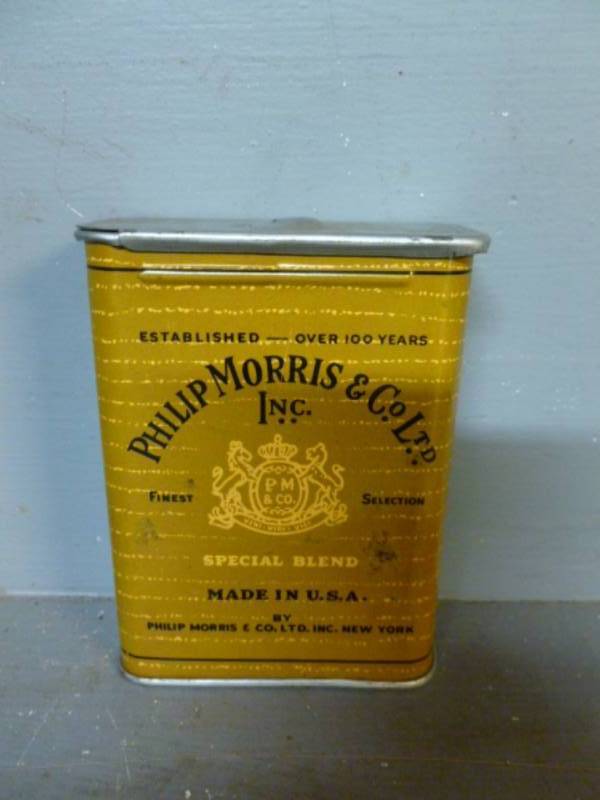 ESTABLISHED — OVER 100 YEARS
PHILIP MORRIS & Co. LTD.
INC.
P M
& CO.
FINEST
SELECTION
SPECIAL BLEND
MADE IN U.S.A.
BY
PHILIP MORRIS & CO. LTD. INC. NEW YORK